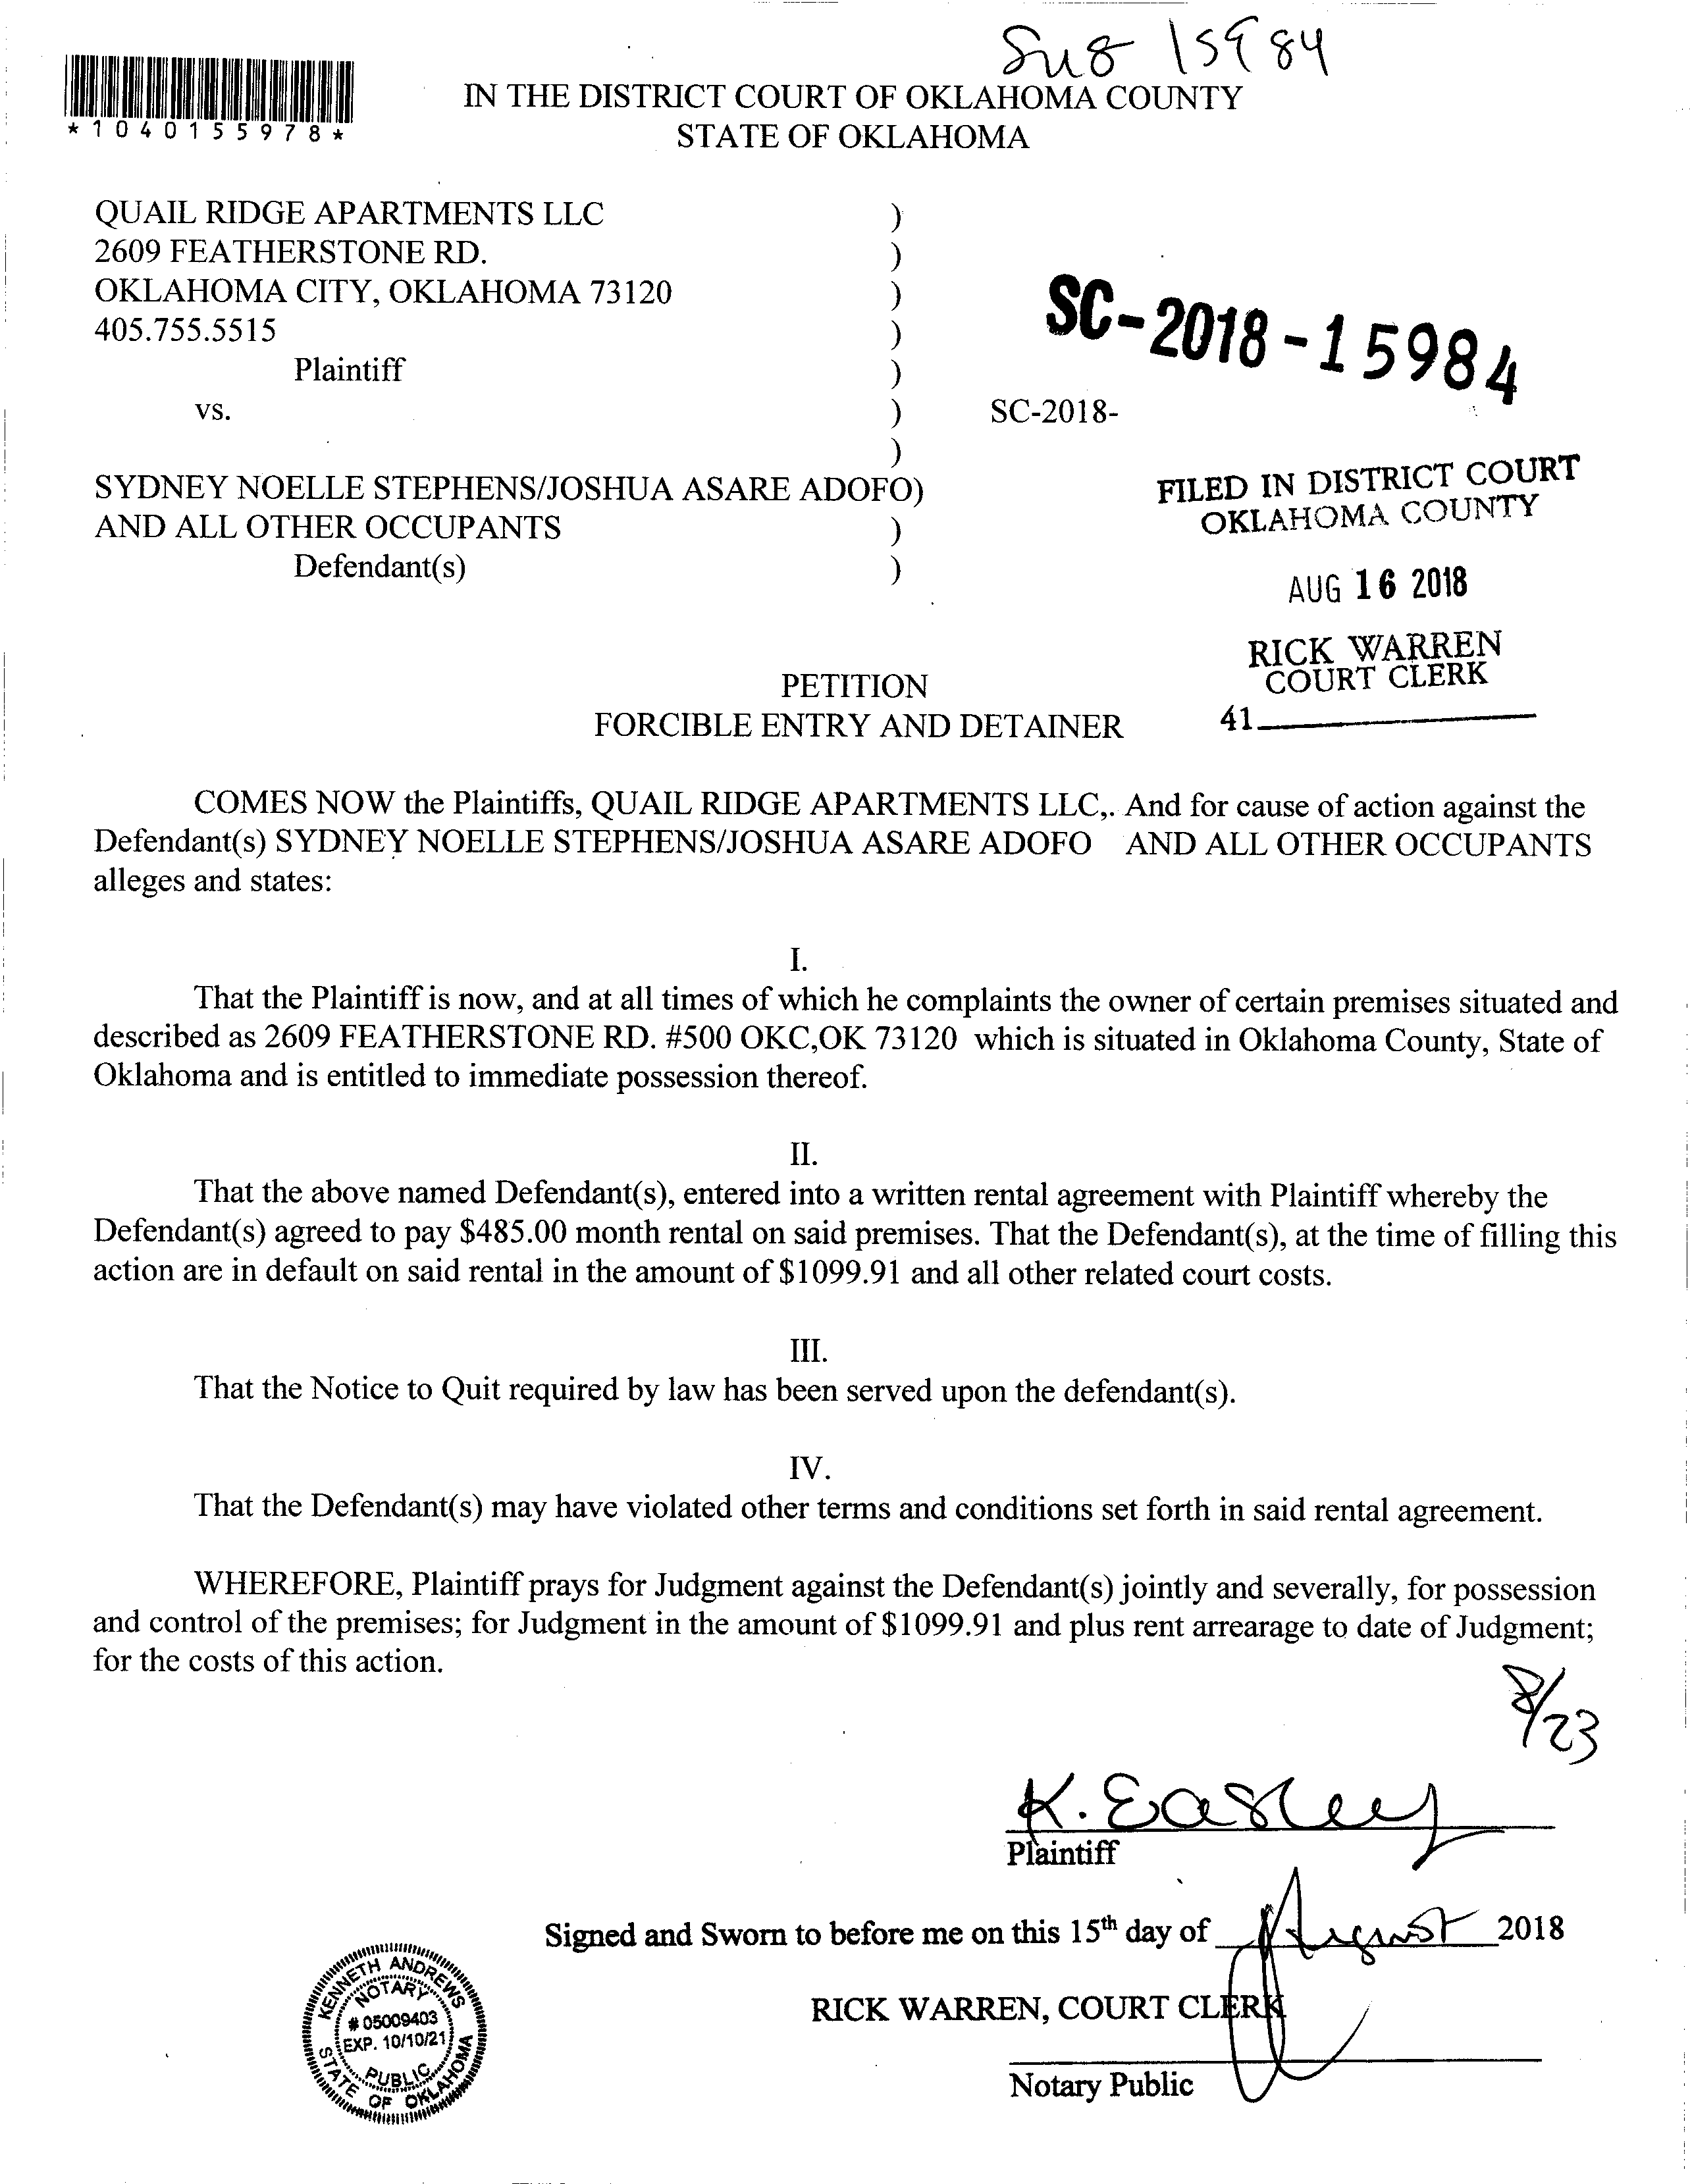 Sue 15984
*1040155978*
IN THE DISTRICT COURT OF OKLAHOMA COUNTY
STATE OF OKLAHOMA
QUAIL RIDGE APARTMENTS LLC )
2609 FEATHERSTONE RD. )
OKLAHOMA CITY, OKLAHOMA 73120 )
405.755.5515 )
Plaintiff )
SC-2018-15984
vs. ) SC-2018-
)
SYDNEY NOELLE STEPHENS/JOSHUA ASARE ADOFO)
AND ALL OTHER OCCUPANTS )
Defendant(s) )
FILED IN DISTRICT COURT
OKLAHOMA COUNTY
AUG 16 2018
RICK WARREN
COURT CLERK
41
PETITION
FORCIBLE ENTRY AND DETAINER
COMES NOW the Plaintiffs, QUAIL RIDGE APARTMENTS LLC,. And for cause of action against the
Defendant(s) SYDNEY NOELLE STEPHENS/JOSHUA ASARE ADOFO AND ALL OTHER OCCUPANTS
alleges and states:
I.
That the Plaintiff is now, and at all times of which he complaints the owner of certain premises situated and
described as 2609 FEATHERSTONE RD. #500 OKC,OK 73120 which is situated in Oklahoma County, State of
Oklahoma and is entitled to immediate possession thereof.
II.
That the above named Defendant(s), entered into a written rental agreement with Plaintiff whereby the
Defendant(s) agreed to pay $485.00 month rental on said premises. That the Defendant(s), at the time of filling this
action are in default on said rental in the amount of $1099.91 and all other related court costs.
III.
That the Notice to Quit required by law has been served upon the defendant(s).
IV.
That the Defendant(s) may have violated other terms and conditions set forth in said rental agreement.
WHEREFORE, Plaintiff prays for Judgment against the Defendant(s) jointly and severally, for possession
and control of the premises; for Judgment in the amount of $1099.91 and plus rent arrearage to date of Judgment;
for the costs of this action.
8/23
K. Easley
Plaintiff
Signed and Sworn to before me on this 15th day of August 2018
RICK WARREN, COURT CLERK
Notary Public
KENNETH ANDREWS
NOTARY
# 05009403
EXP. 10/10/21
PUBLIC
STATE OF OKLAHOMA